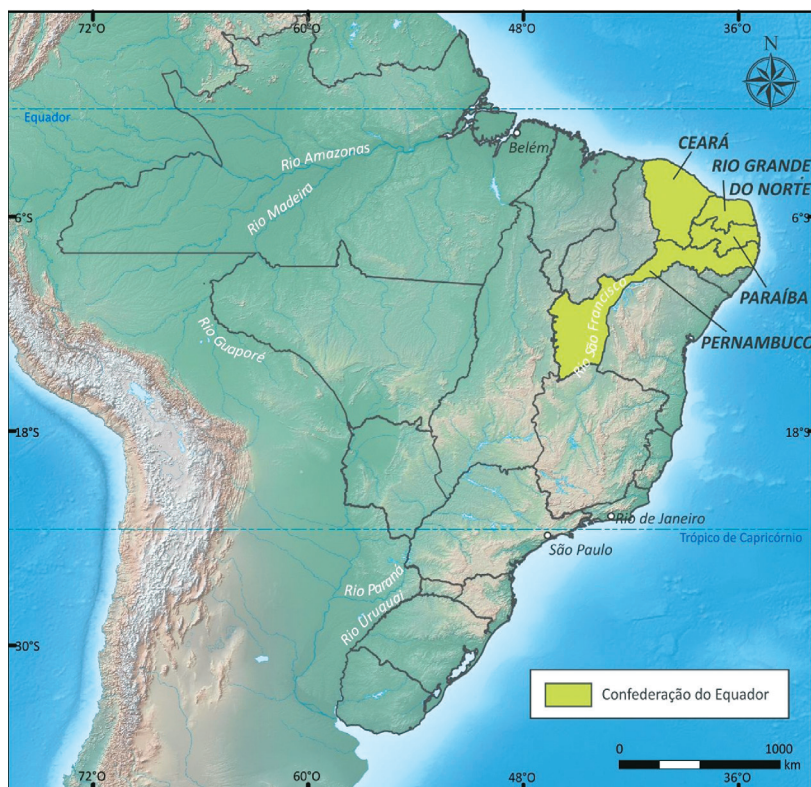 72°O
60°O
48°O
36°O
N
Equador
Belém
CEARÁ
Rio Amazonas
RIO GRANDE
DO NORTE
Rio Madeira
6°S
6°9
PARAÍBA
Rio São Francisco
Rio Guaporé
PERNAMBUCO
18°S
18°9
Rio de Janeiro
Trópico de Capricórnio
São Paulo
Rio Paraná
Rio Uruguai
30°S
Confederação do Equador
0
1000
km
72°O
60°O
48°O
36°O